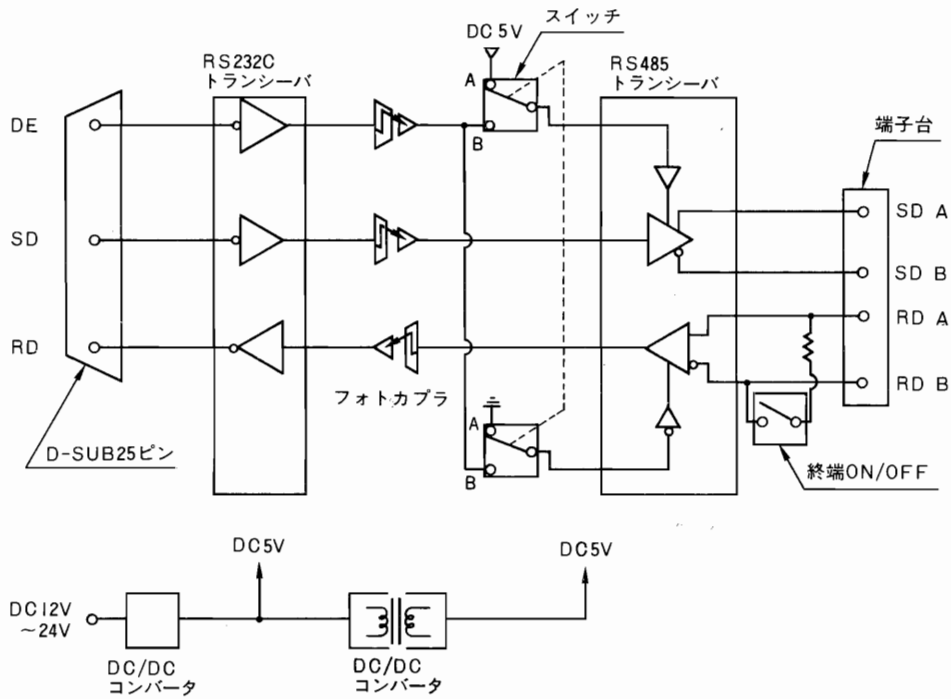 スイッチ
DC 5V
RS232C
トランシーバ
RS485
トランシーバ
A
B
端子台
DE
SD
RD
SD A
SD B
RD A
RD B
フォトカプラ
A
B
D-SUB25ピン
終端ON/OFF
DC5V
DC5V
DC12V
～24V
DC/DC
コンバータ
DC/DC
コンバータ